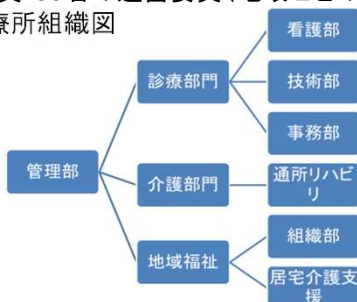 療所組織図
看護部
診療部門
技術部
事務部
管理部
介護部門
通所リハビ
リ
組織部
地域福祉
居宅介護支
援